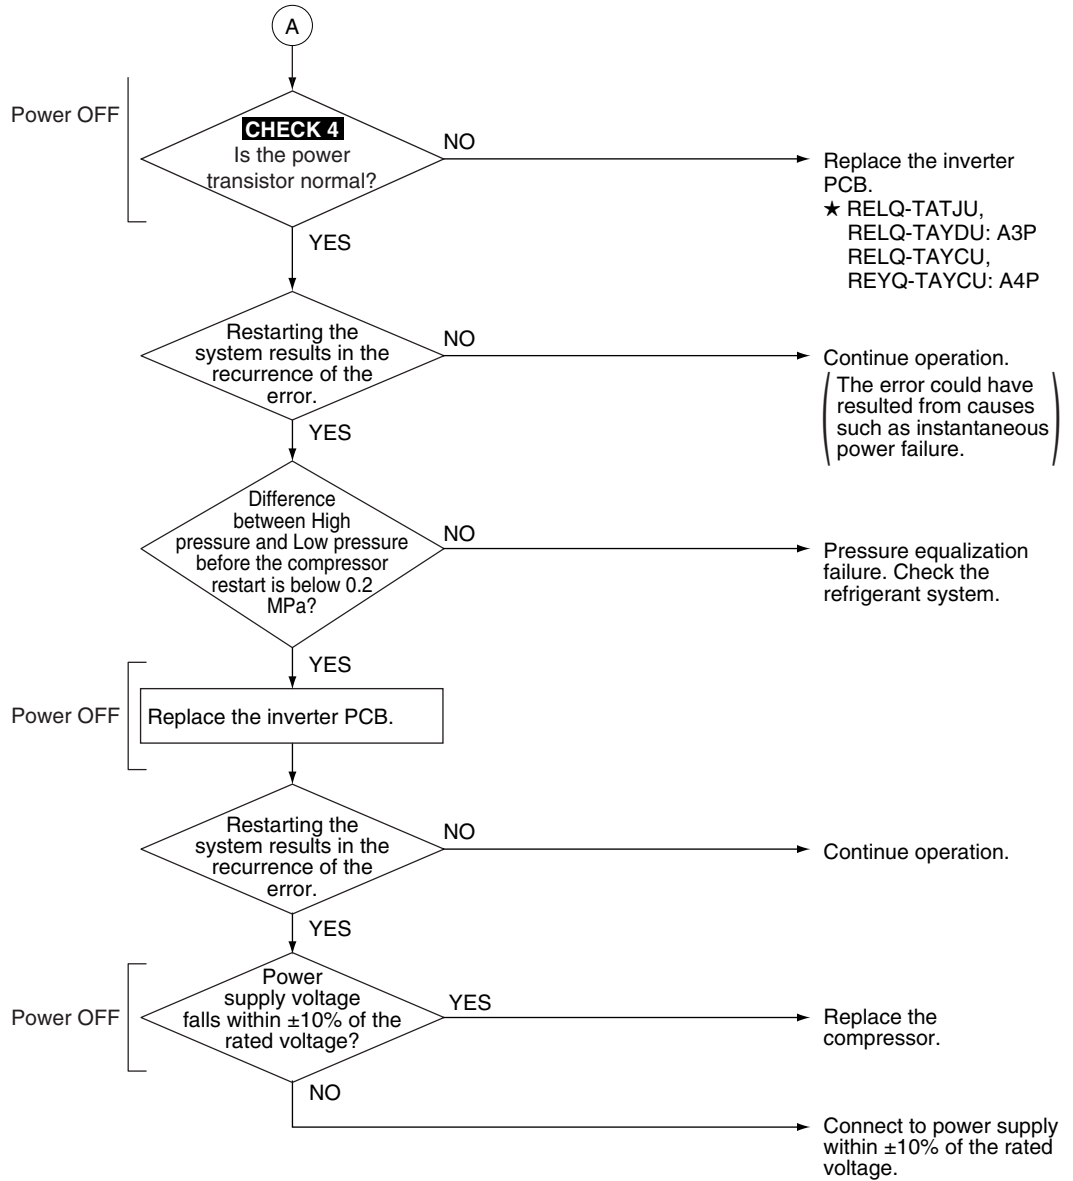 A
Power OFF
CHECK 4
Is the power
transistor normal?
NO
Replace the inverter
PCB.
★ RELQ-TATJU,
RELQ-TAYDU: A3P
RELQ-TAYCU,
REYQ-TAYCU: A4P
YES
Restarting the
system results in the
recurrence of the
error.
NO
Continue operation.
(The error could have
resulted from causes
such as instantaneous
power failure.)
YES
Difference
between High
pressure and Low pressure
before the compressor
restart is below 0.2
MPa?
NO
Pressure equalization
failure. Check the
refrigerant system.
YES
Power OFF
Replace the inverter PCB.
Restarting the
system results in the
recurrence of the
error.
NO
Continue operation.
YES
Power OFF
Power
supply voltage
falls within ±10% of the
rated voltage?
YES
Replace the
compressor.
NO
Connect to power supply
within ±10% of the rated
voltage.